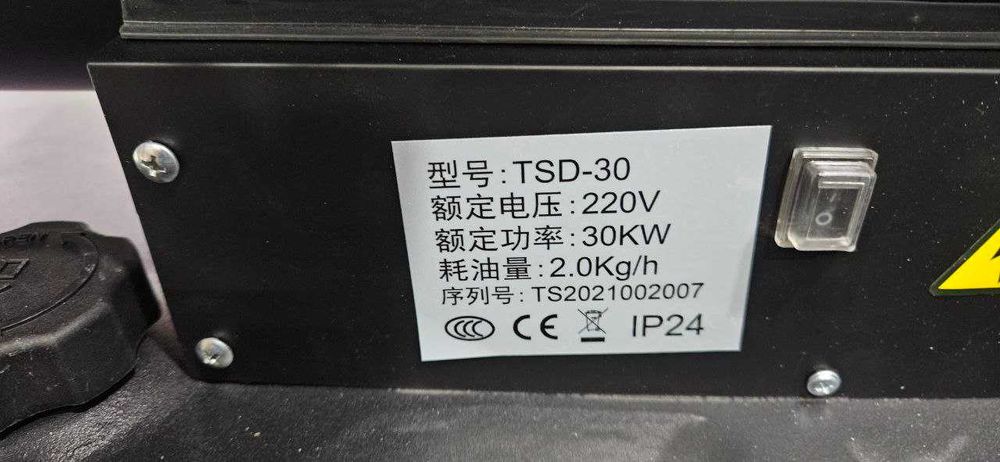 型号:TSD-30
额定电压:220V
额定功率:30KW
耗油量:2.0Kg/h
序列号:TS2021002007
CCC CE IP24